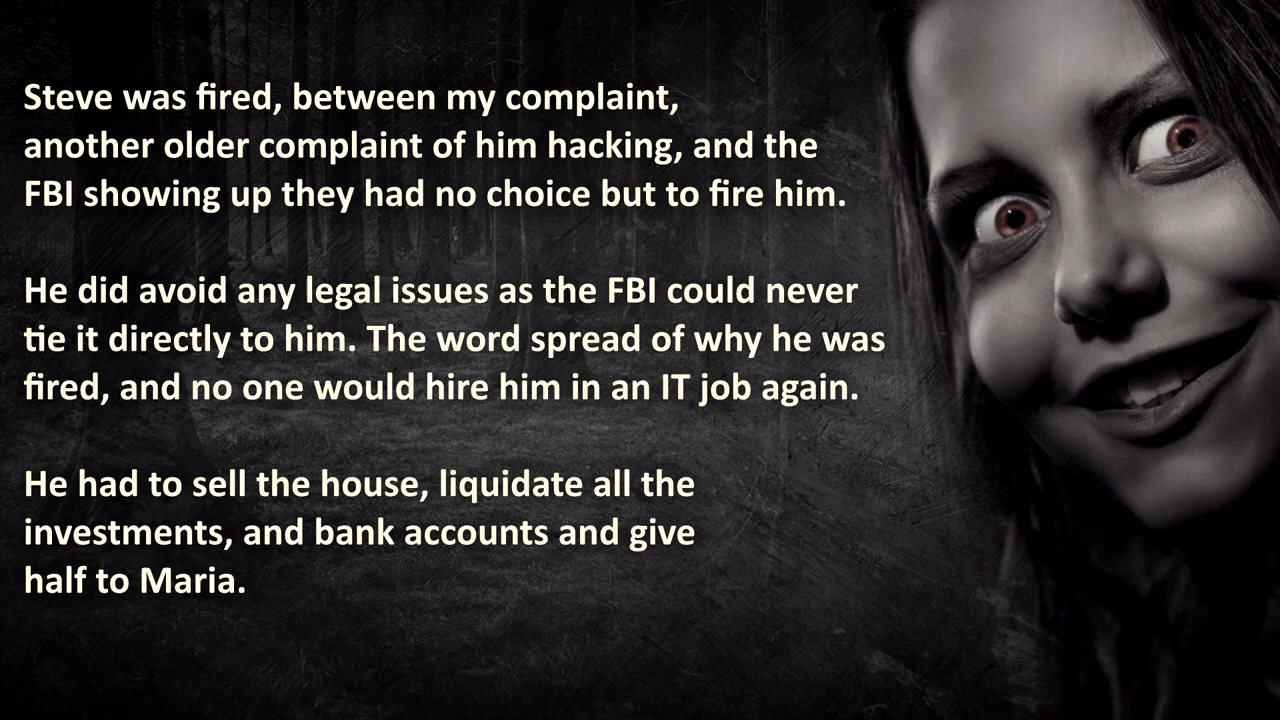 Steve was fired, between my complaint,
another older complaint of him hacking, and the
FBI showing up they had no choice but to fire him.
He did avoid any legal issues as the FBI could never
tie it directly to him. The word spread of why he was
fired, and no one would hire him in an IT job again.
He had to sell the house, liquidate all the
investments, and bank accounts and give
half to Maria.